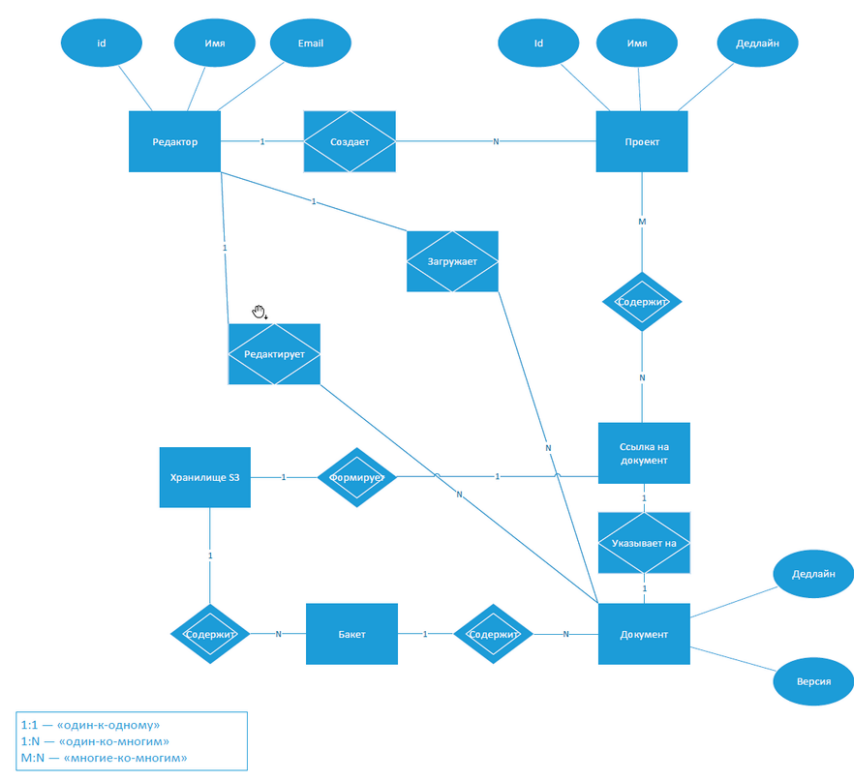 id
Имя
Email
Id
Имя
Дедлайн
Редактор
1
Создает
N
Проект
1
M
1
Загружает
Содержит
Редактирует
N
Ссылка на
документ
N
Хранилище S3
1
Формирует
1
N
1
Указывает на
1
1
Дедлайн
Содержит
N
Бакет
1
Содержит
N
Документ
Версия
1:1 — «один-к-одному»
1:N — «один-ко-многим»
M:N — «многие-ко-многим»